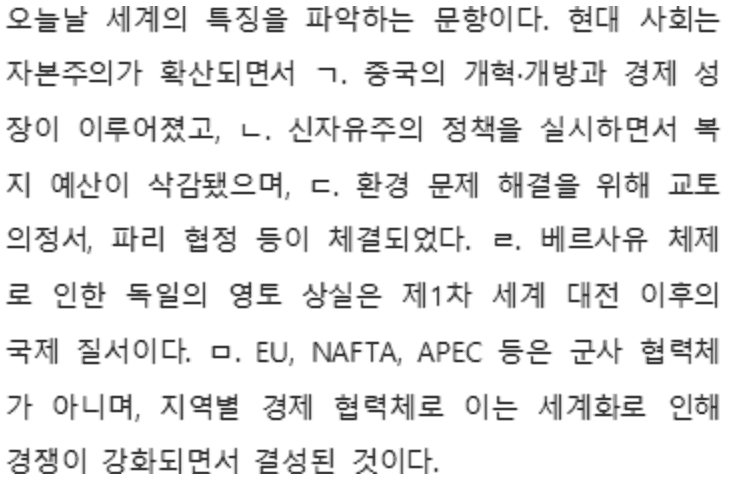 오늘날 세계의 특징을 파악하는 문항이다. 현대 사회는
자본주의가 확산되면서 ㄱ. 중국의 개혁·개방과 경제 성
장이 이루어졌고, ㄴ. 신자유주의 정책을 실시하면서 복
지 예산이 삭감됐으며, ㄷ. 환경 문제 해결을 위해 교토
의정서, 파리 협정 등이 체결되었다. ㄹ. 베르사유 체제
로 인한 독일의 영토 상실은 제1차 세계 대전 이후의
국제 질서이다. ㅁ. EU, NAFTA, APEC 등은 군사 협력체
가 아니며, 지역별 경제 협력체로 이는 세계화로 인해
경쟁이 강화되면서 결성된 것이다.